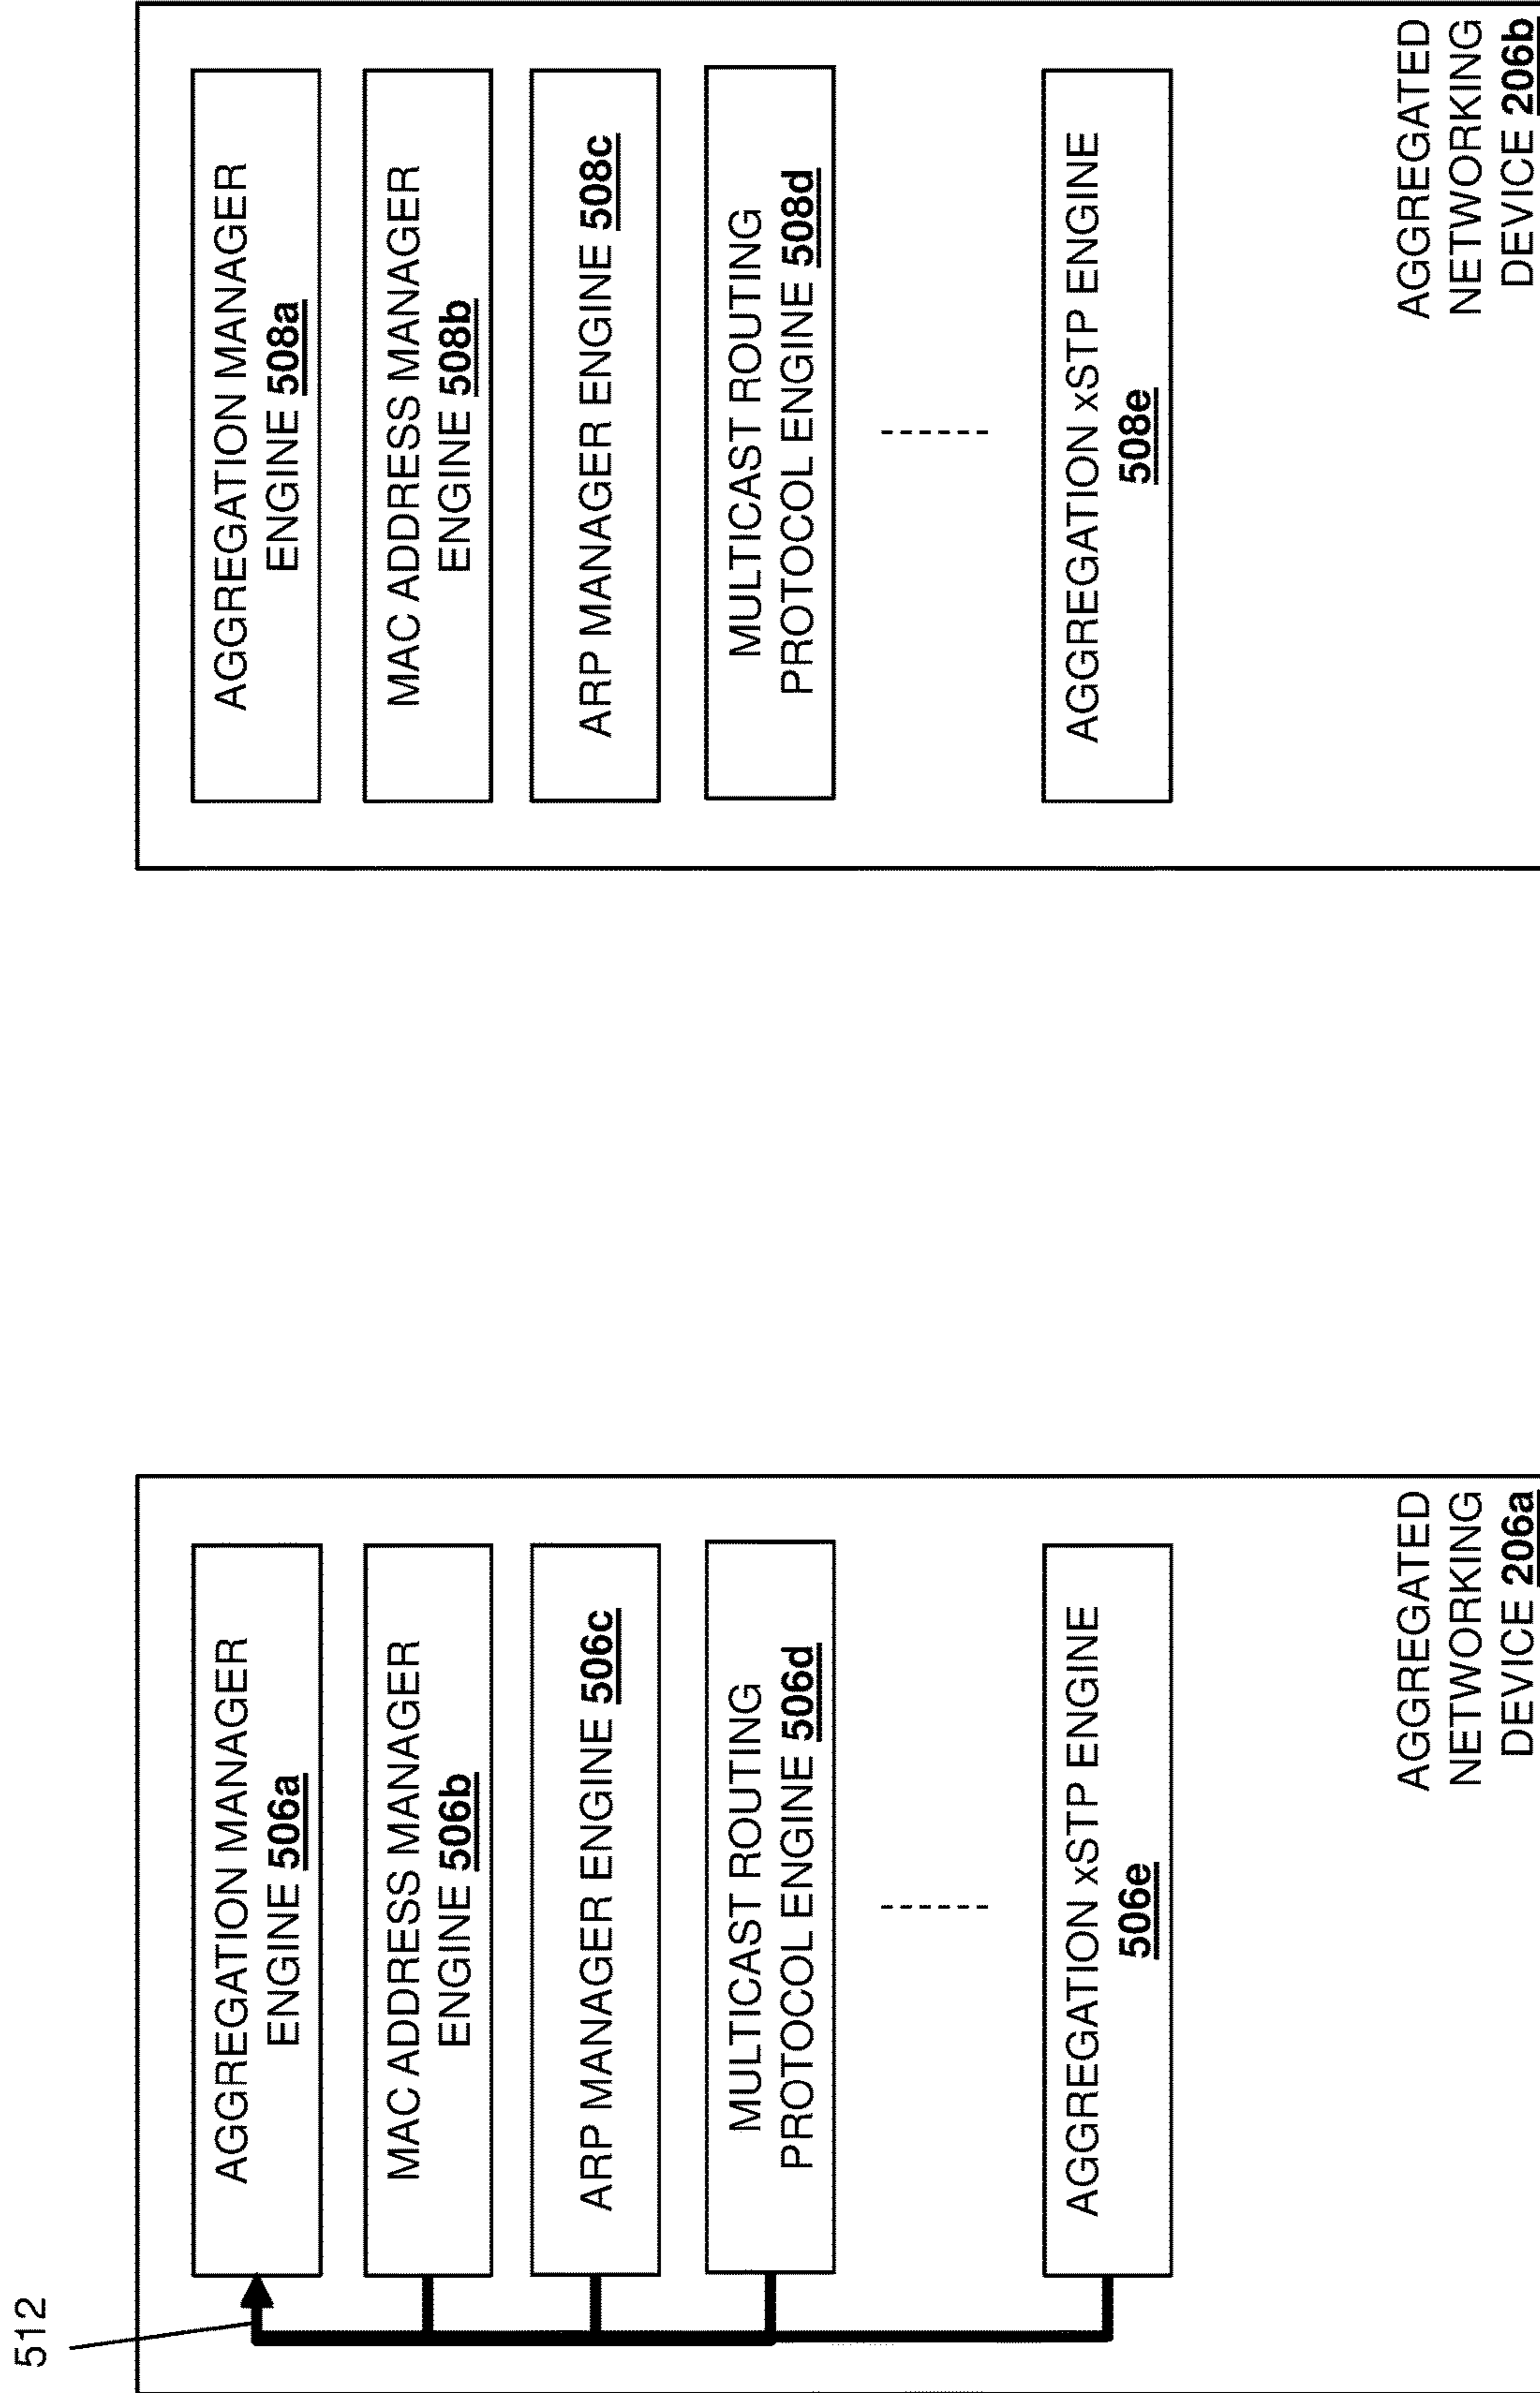 512
AGGREGATION MANAGER
ENGINE 506a
MAC ADDRESS MANAGER
ENGINE 506b
ARP MANAGER ENGINE 506c
MULTICAST ROUTING
PROTOCOL ENGINE 506d
AGGREGATION xSTP ENGINE
506e
AGGREGATED
NETWORKING
DEVICE 206a
AGGREGATION MANAGER
ENGINE 508a
MAC ADDRESS MANAGER
ENGINE 508b
ARP MANAGER ENGINE 508c
MULTICAST ROUTING
PROTOCOL ENGINE 508d
AGGREGATION xSTP ENGINE
508e
AGGREGATED
NETWORKING
DEVICE 206b